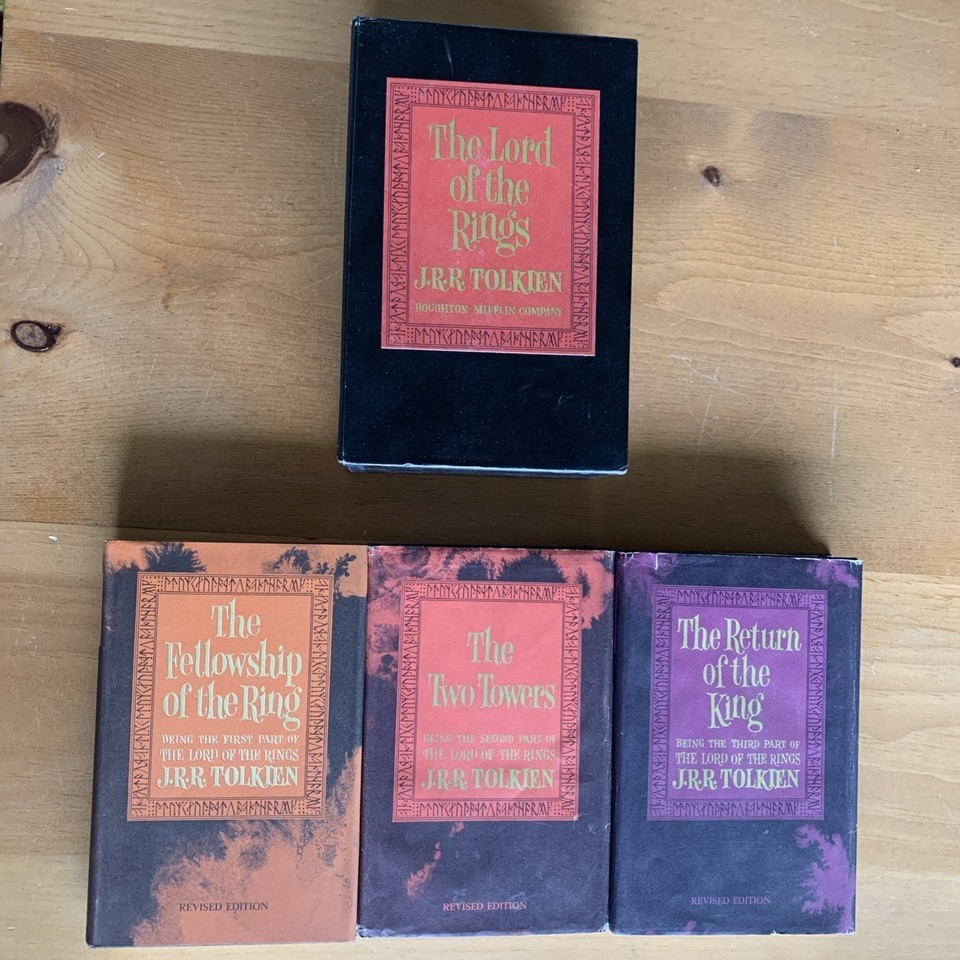 The Lord
of the
Rings
J.R.R. TOLKIEN
HOUGHTON MIFFLIN COMPANY
The
Fellowship
of the Ring
BEING THE FIRST PART OF
THE LORD OF THE RINGS
J.R.R. TOLKIEN
REVISED EDITION
The
Two Towers
BEING THE SECOND PART OF
THE LORD OF THE RINGS
J.R.R. TOLKIEN
REVISED EDITION
The Return
of the
King
BEING THE THIRD PART OF
THE LORD OF THE RINGS
J.R.R. TOLKIEN
REVISED EDITION